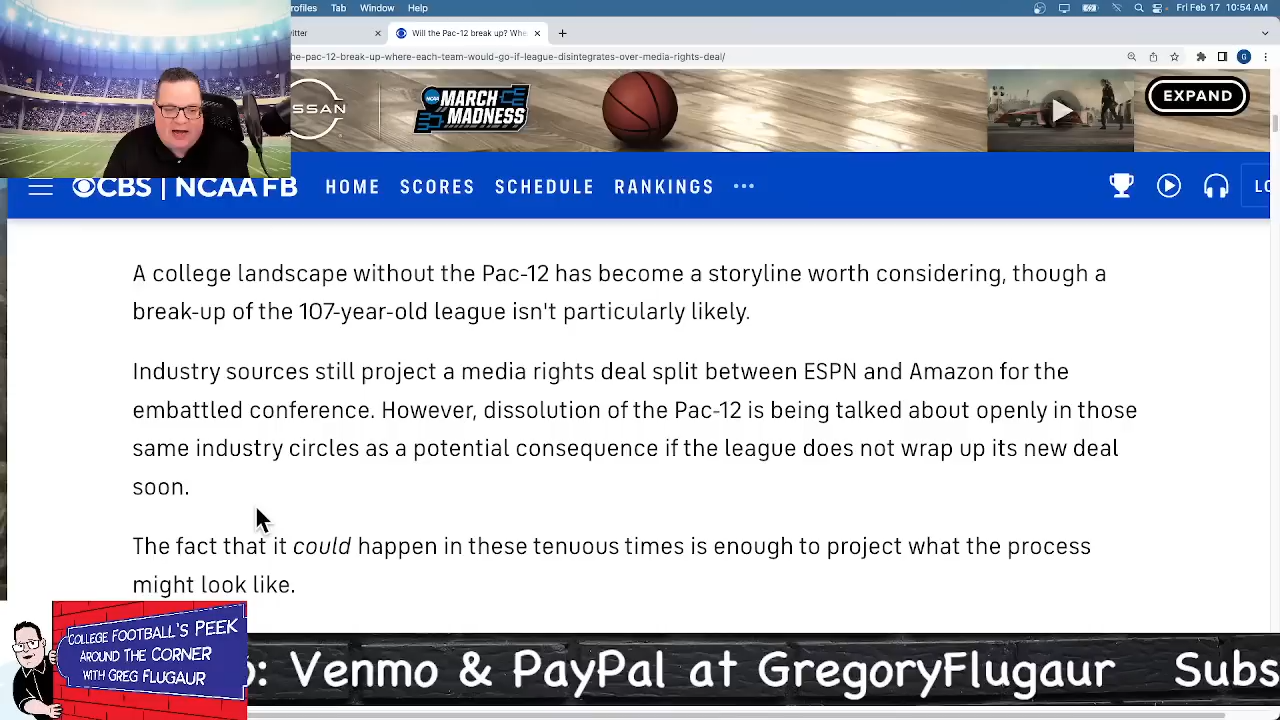 rofiles Tab Window Help
Fri Feb 17 10:54 AM
itter
Will the Pac-12 break up? Whe
he-pac-12-break-up-where-each-team-would-go-if-league-disintegrates-over-media-rights-deal/
G
NISSAN
NCAA
MARCH
MADNESS
EXPAND
CBS | NCAA FB
HOME SCORES SCHEDULE RANKINGS ...
LO
A college landscape without the Pac-12 has become a storyline worth considering, though a
break-up of the 107-year-old league isn't particularly likely.
Industry sources still project a media rights deal split between ESPN and Amazon for the
embattled conference. However, dissolution of the Pac-12 is being talked about openly in those
same industry circles as a potential consequence if the league does not wrap up its new deal
soon.
The fact that it could happen in these tenuous times is enough to project what the process
might look like.
COLLEGE FOOTBALL'S PEEK
AROUND THE CORNER
WITH GREG FLUGAUR
o: Venmo & PayPal at GregoryFlugaur Subs